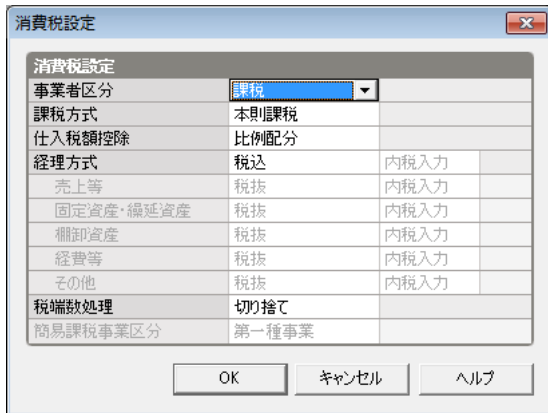 消費税設定
消費税設定
事業者区分 課税
課税方式 本則課税
仕入税額控除 比例配分
経理方式 税込 内税入力
売上等 税抜 内税入力
固定資産・繰延資産 税抜 内税入力
棚卸資産 税抜 内税入力
経費等 税抜 内税入力
その他 税抜 内税入力
税端数処理 切り捨て
簡易課税事業区分 第一種事業
OK キャンセル ヘルプ